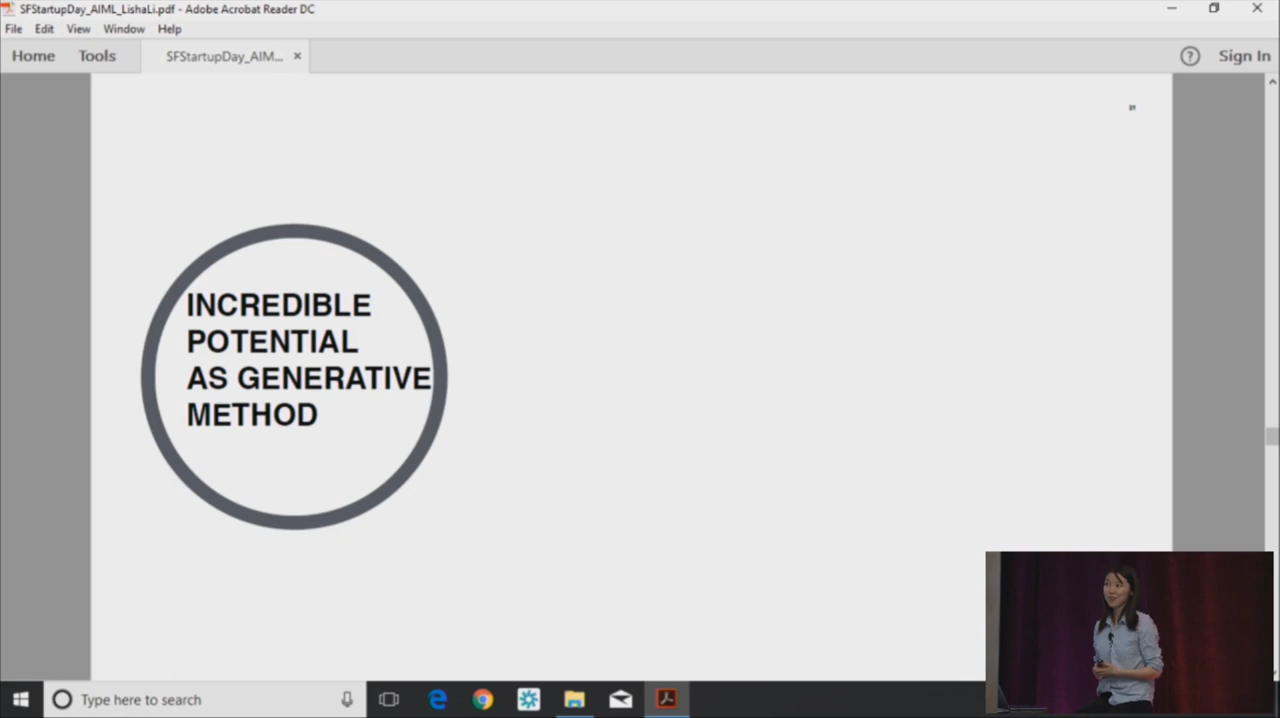 SFStartupDay_AIML_LishaLi.pdf - Adobe Acrobat Reader DC
File Edit View Window Help
Home Tools SFStartupDay_AIM... × ? Sign In
INCREDIBLE
POTENTIAL
AS GENERATIVE
METHOD
Type here to search